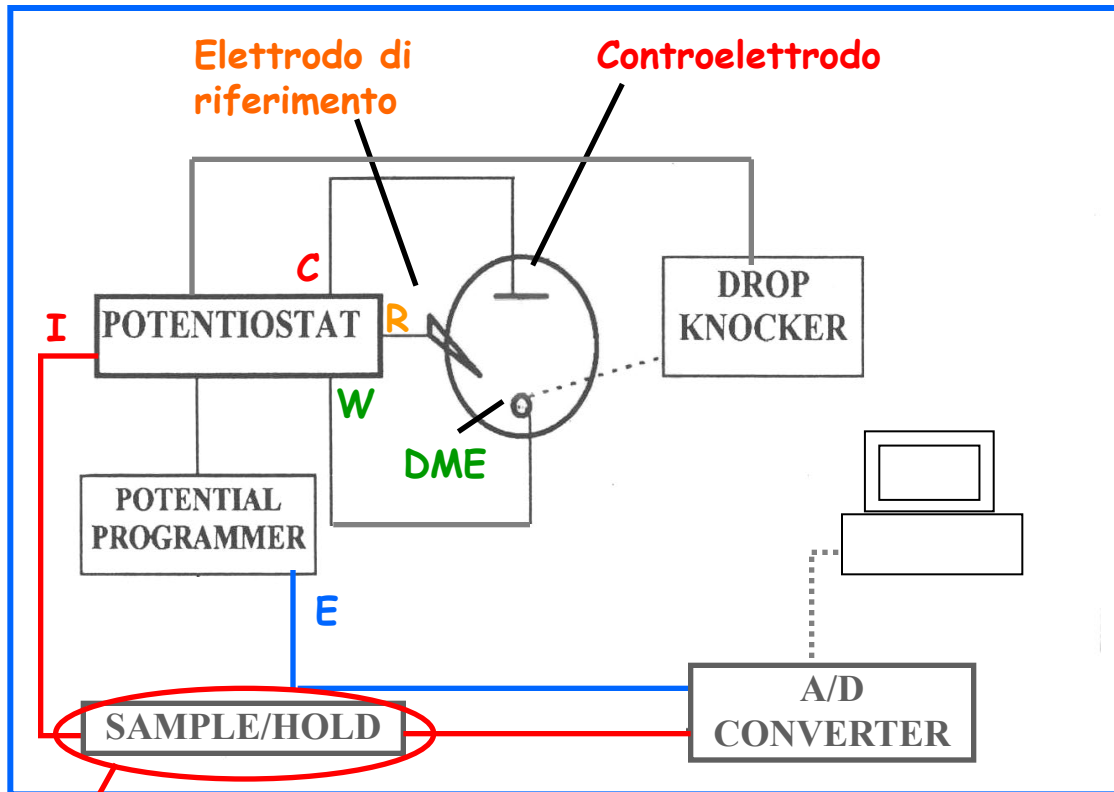 Elettrodo di
riferimento
Controelettrodo
C
I
POTENTIOSTAT
R
W
DME
DROP
KNOCKER
POTENTIAL
PROGRAMMER
E
SAMPLE/HOLD
A/D
CONVERTER